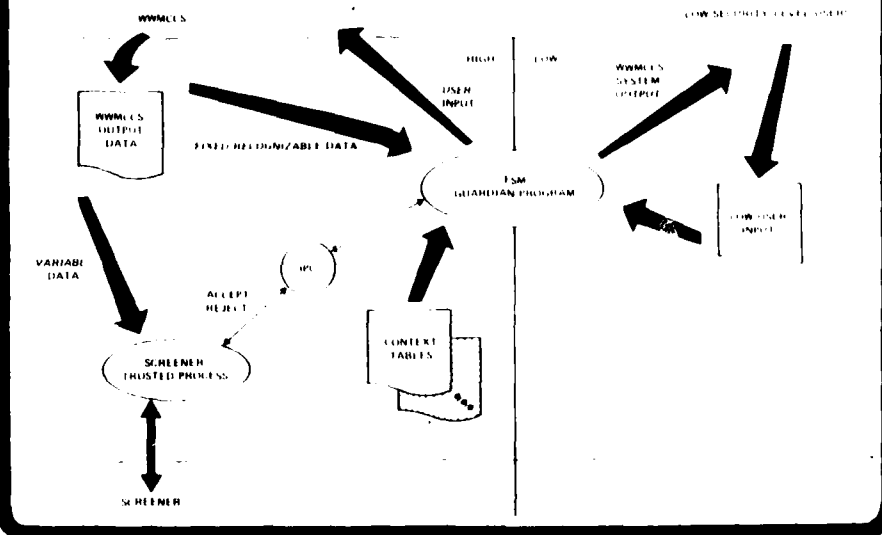 WWMCCS
LOW SECURITY LEVEL USER
HIGH
LOW
WWMCCS
SYSTEM
OUTPUT
USER
INPUT
WWMCCS
OUTPUT
DATA
FIXED RECOGNIZABLE DATA
FSM
GUARDIAN PROGRAM
LOW USER
INPUT
VARIABLE
DATA
IPC
ACCEPT
REJECT
CONTEXT
TABLES
SCREENER
TRUSTED PROCESS
SCREENER